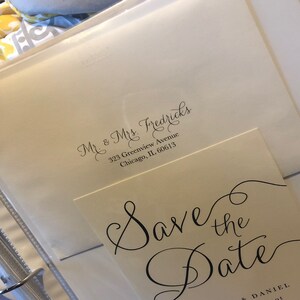 Mr. & Mrs. Fredricks
323 Greenview Avenue
Chicago, IL 60613
Save
the
Date
& DANIEL